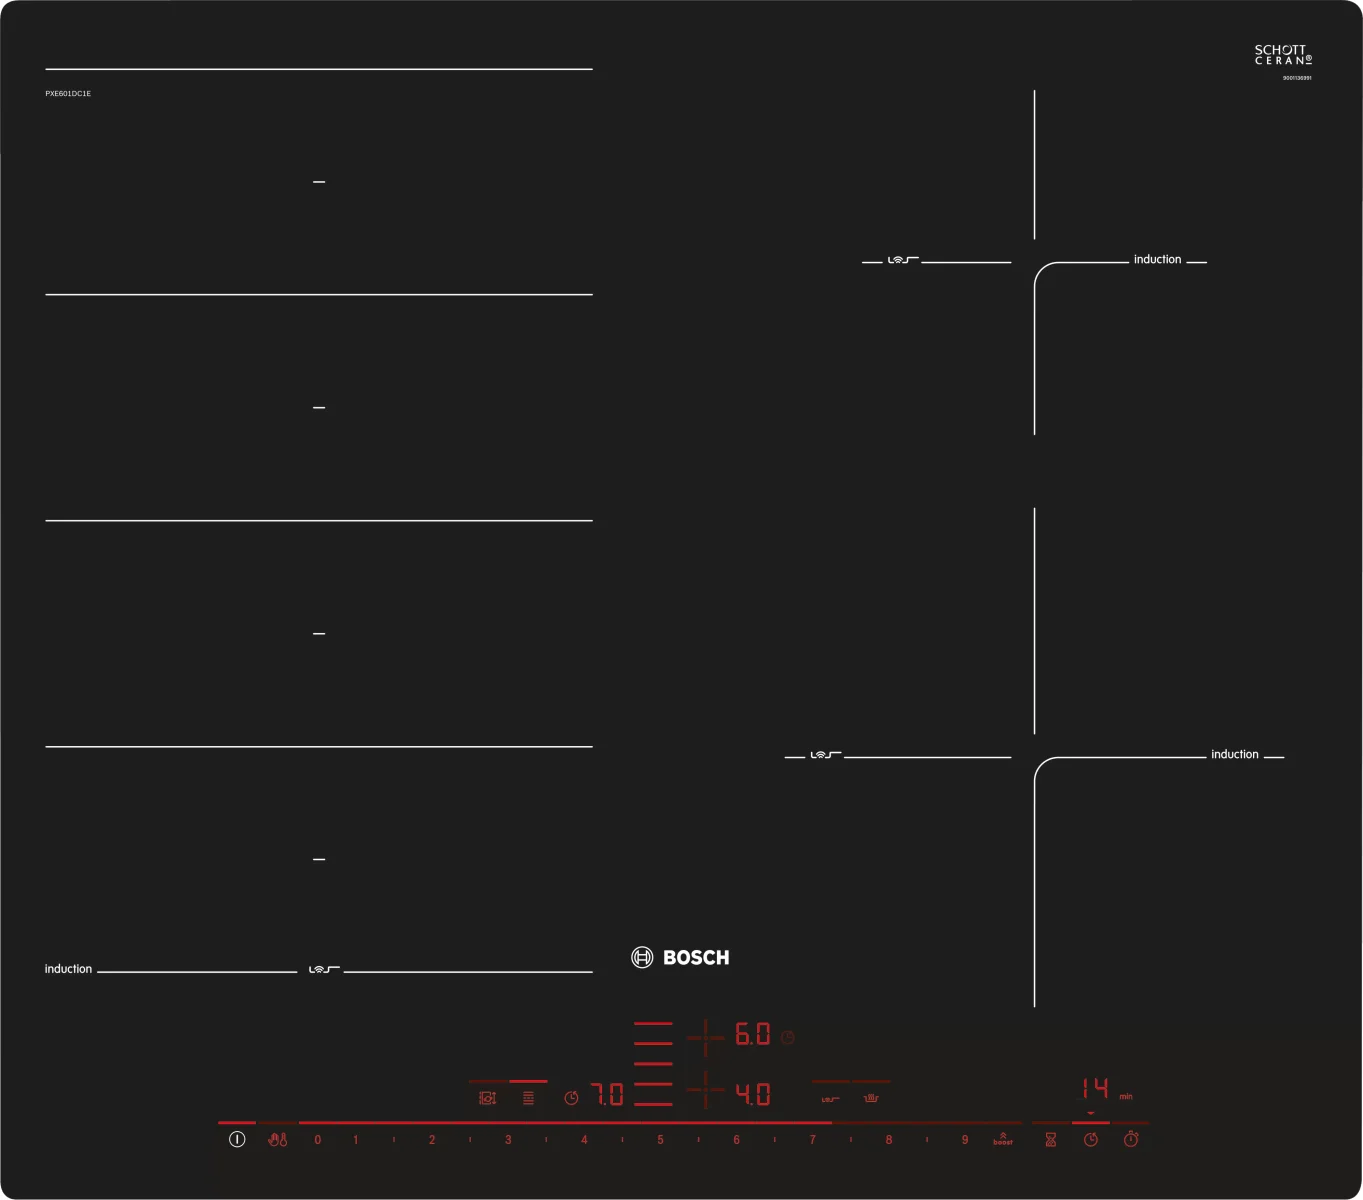 SCHOTT
CERAN®
9001136991
PXE601DC1E
induction
induction
induction
BOSCH
6.0
7.0
4.0
14 min
0 1 2 3 4 5 6 7 8 9 boost